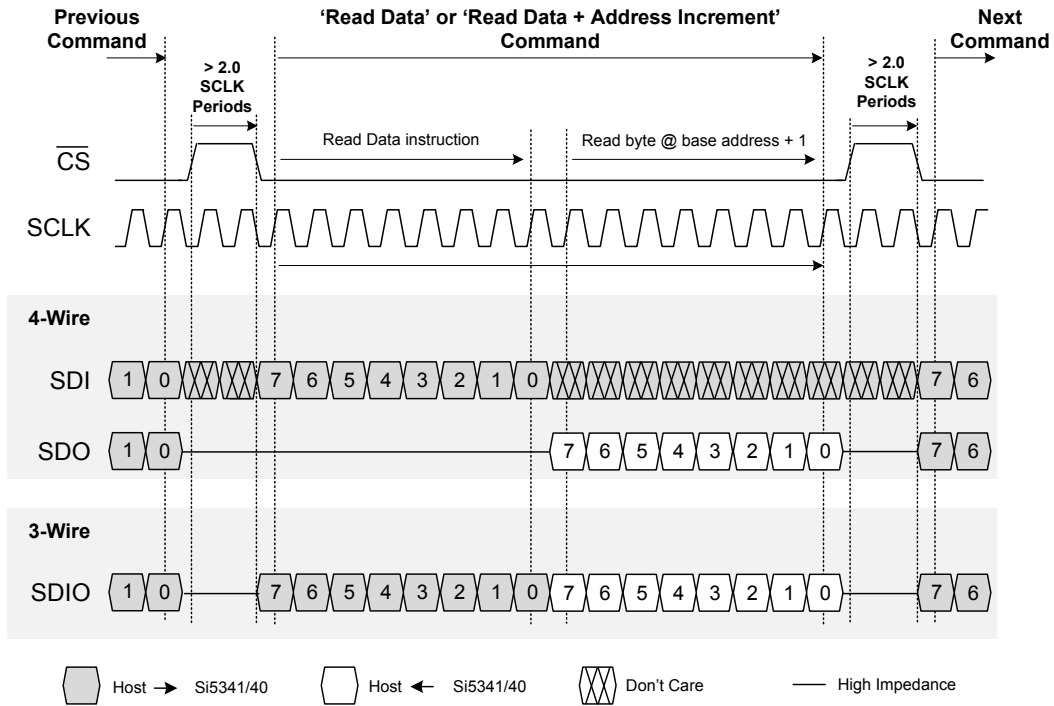 Previous Command
'Read Data' or 'Read Data + Address Increment' Command
Next Command
> 2.0 SCLK Periods
> 2.0 SCLK Periods
Read Data instruction
Read byte @ base address + 1
CS
SCLK
4-Wire
SDI 1 0 7 6 5 4 3 2 1 0 7 6
SDO 1 0 7 6 5 4 3 2 1 0 7 6
3-Wire
SDIO 1 0 7 6 5 4 3 2 1 0 7 6 5 4 3 2 1 0 7 6
Host Si5341/40
Host Si5341/40
Don't Care
High Impedance